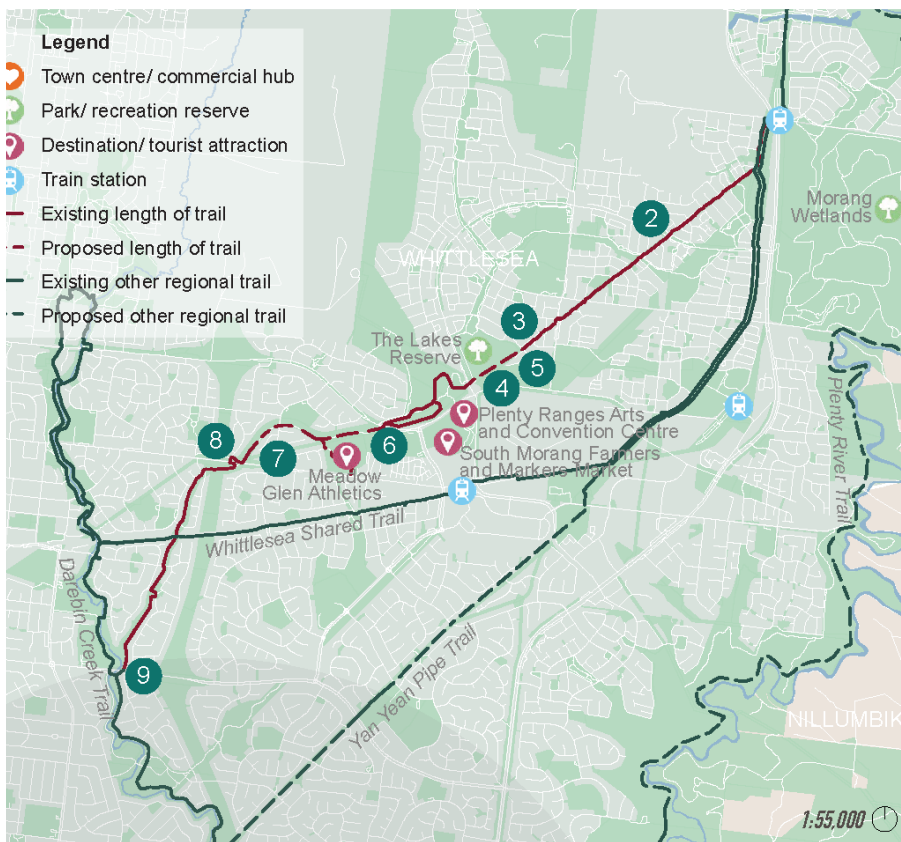 Legend
Town centre/ commercial hub
Park/ recreation reserve
Destination/ tourist attraction
Train station
Existing length of trail
Proposed length of trail
Existing other regional trail
Proposed other regional trail
Morang
Wetlands
2
WHITTLESEA
3
The Lakes
Reserve
4
5
Plenty Ranges Arts
and Convention Centre
South Morang Farmers
and Markers Market
6
7
8
Meadow
Glen Athletics
Whittlesea Shared Trail
Plenty River Trail
Darebin Creek Trail
Yan Yean Pipe Trail
9
NILLUMBIK
1:55,000